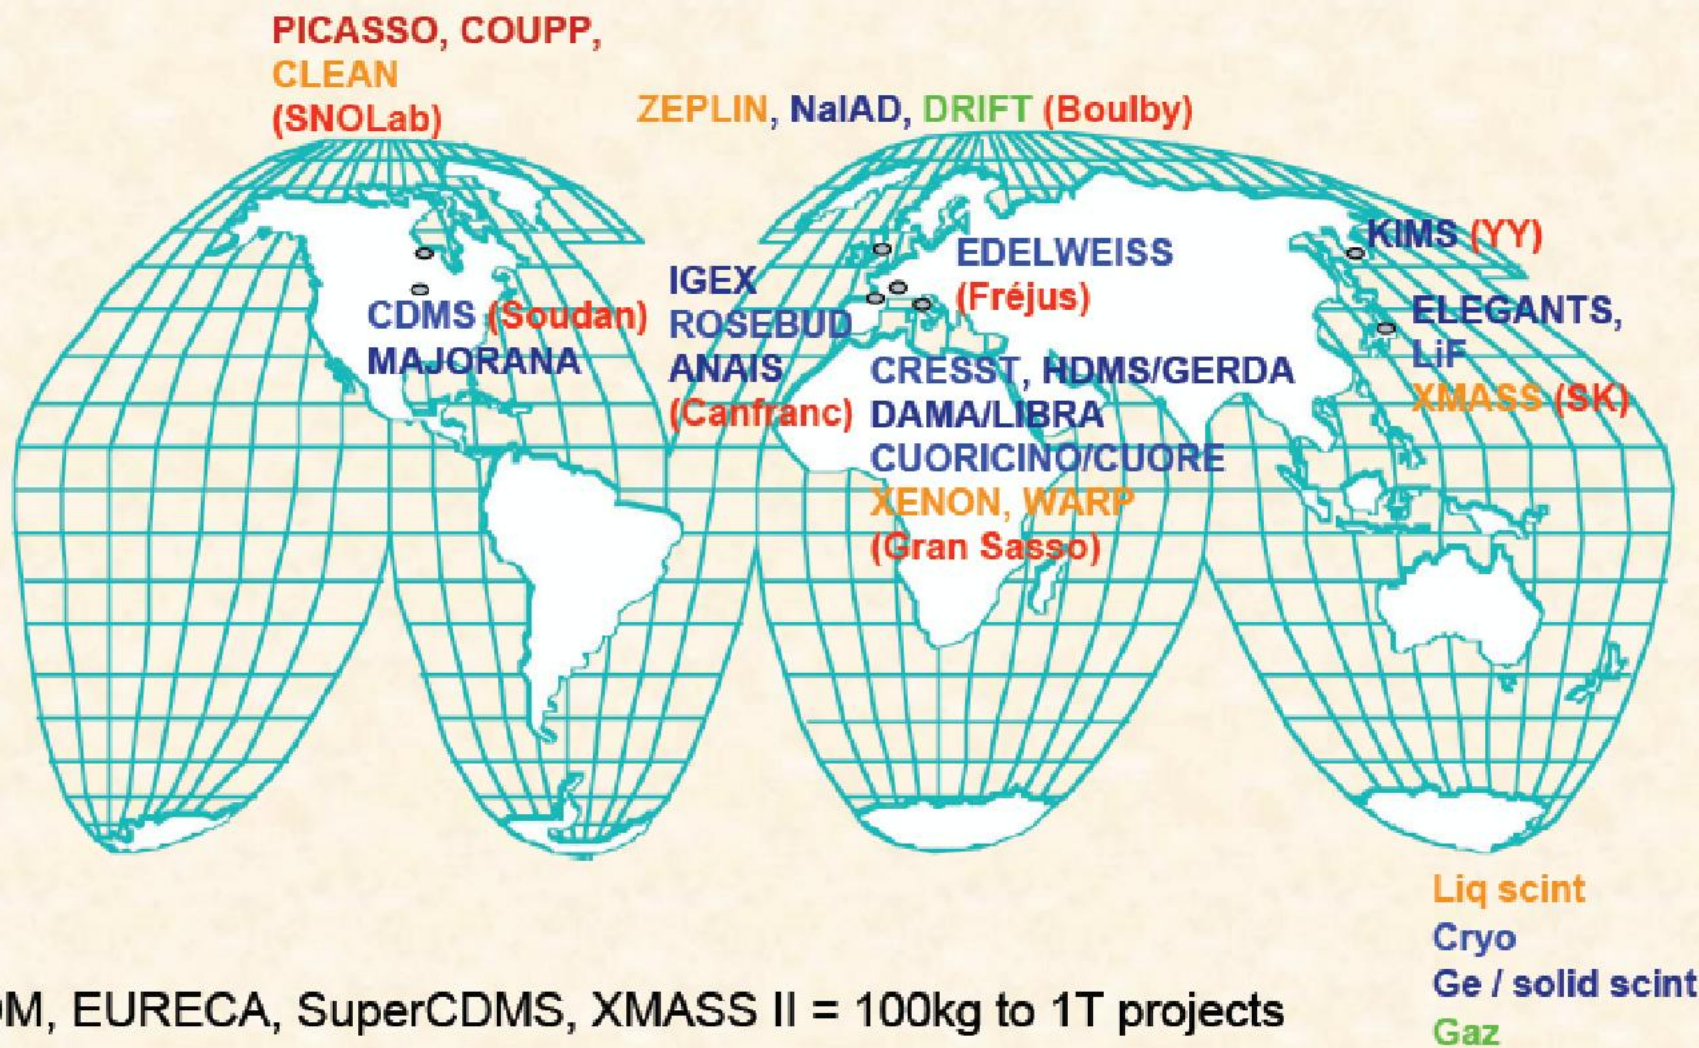 PICASSO, COUPP,
CLEAN
(SNOLab)
ZEPLIN, NaIAD, DRIFT (Boulby)
KIMS (YY)
EDELWEISS
(Fréjus)
IGEX
ROSEBUD
ANAIS
(Canfranc)
CDMS (Soudan)
MAJORANA
ELEGANTS,
LiF
XMASS (SK)
CRESST, HDMS/GERDA
DAMA/LIBRA
CUORICINO/CUORE
XENON, WARP
(Gran Sasso)
Liq scint
Cryo
Ge / solid scint
Gaz
EURECA, SuperCDMS, XMASS II = 100kg to 1T projects